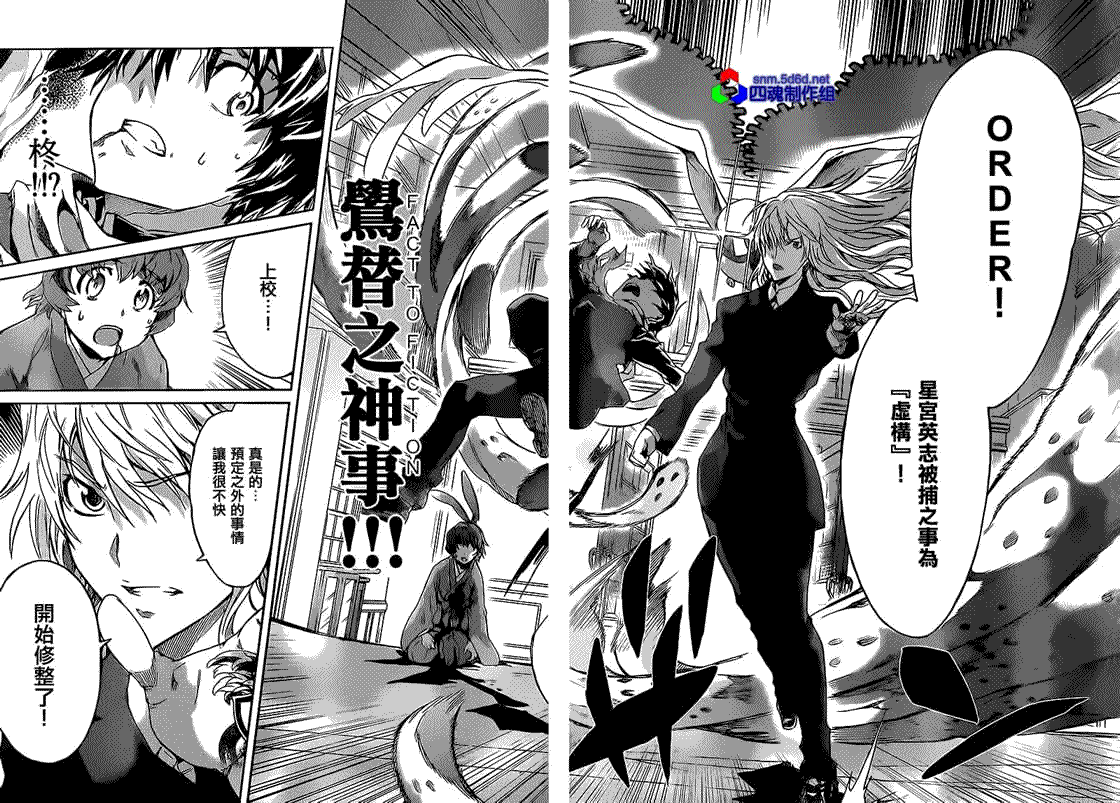 snm.5d6d.net
四魂制作组
ORDER!
星宮英志被捕之事為
『虛構』!
鷽替之神事!!!
FACT TO FICTION
………柊!!?
上校…!
真是的…
預定之外的事情
讓我很不快
開始修整了!